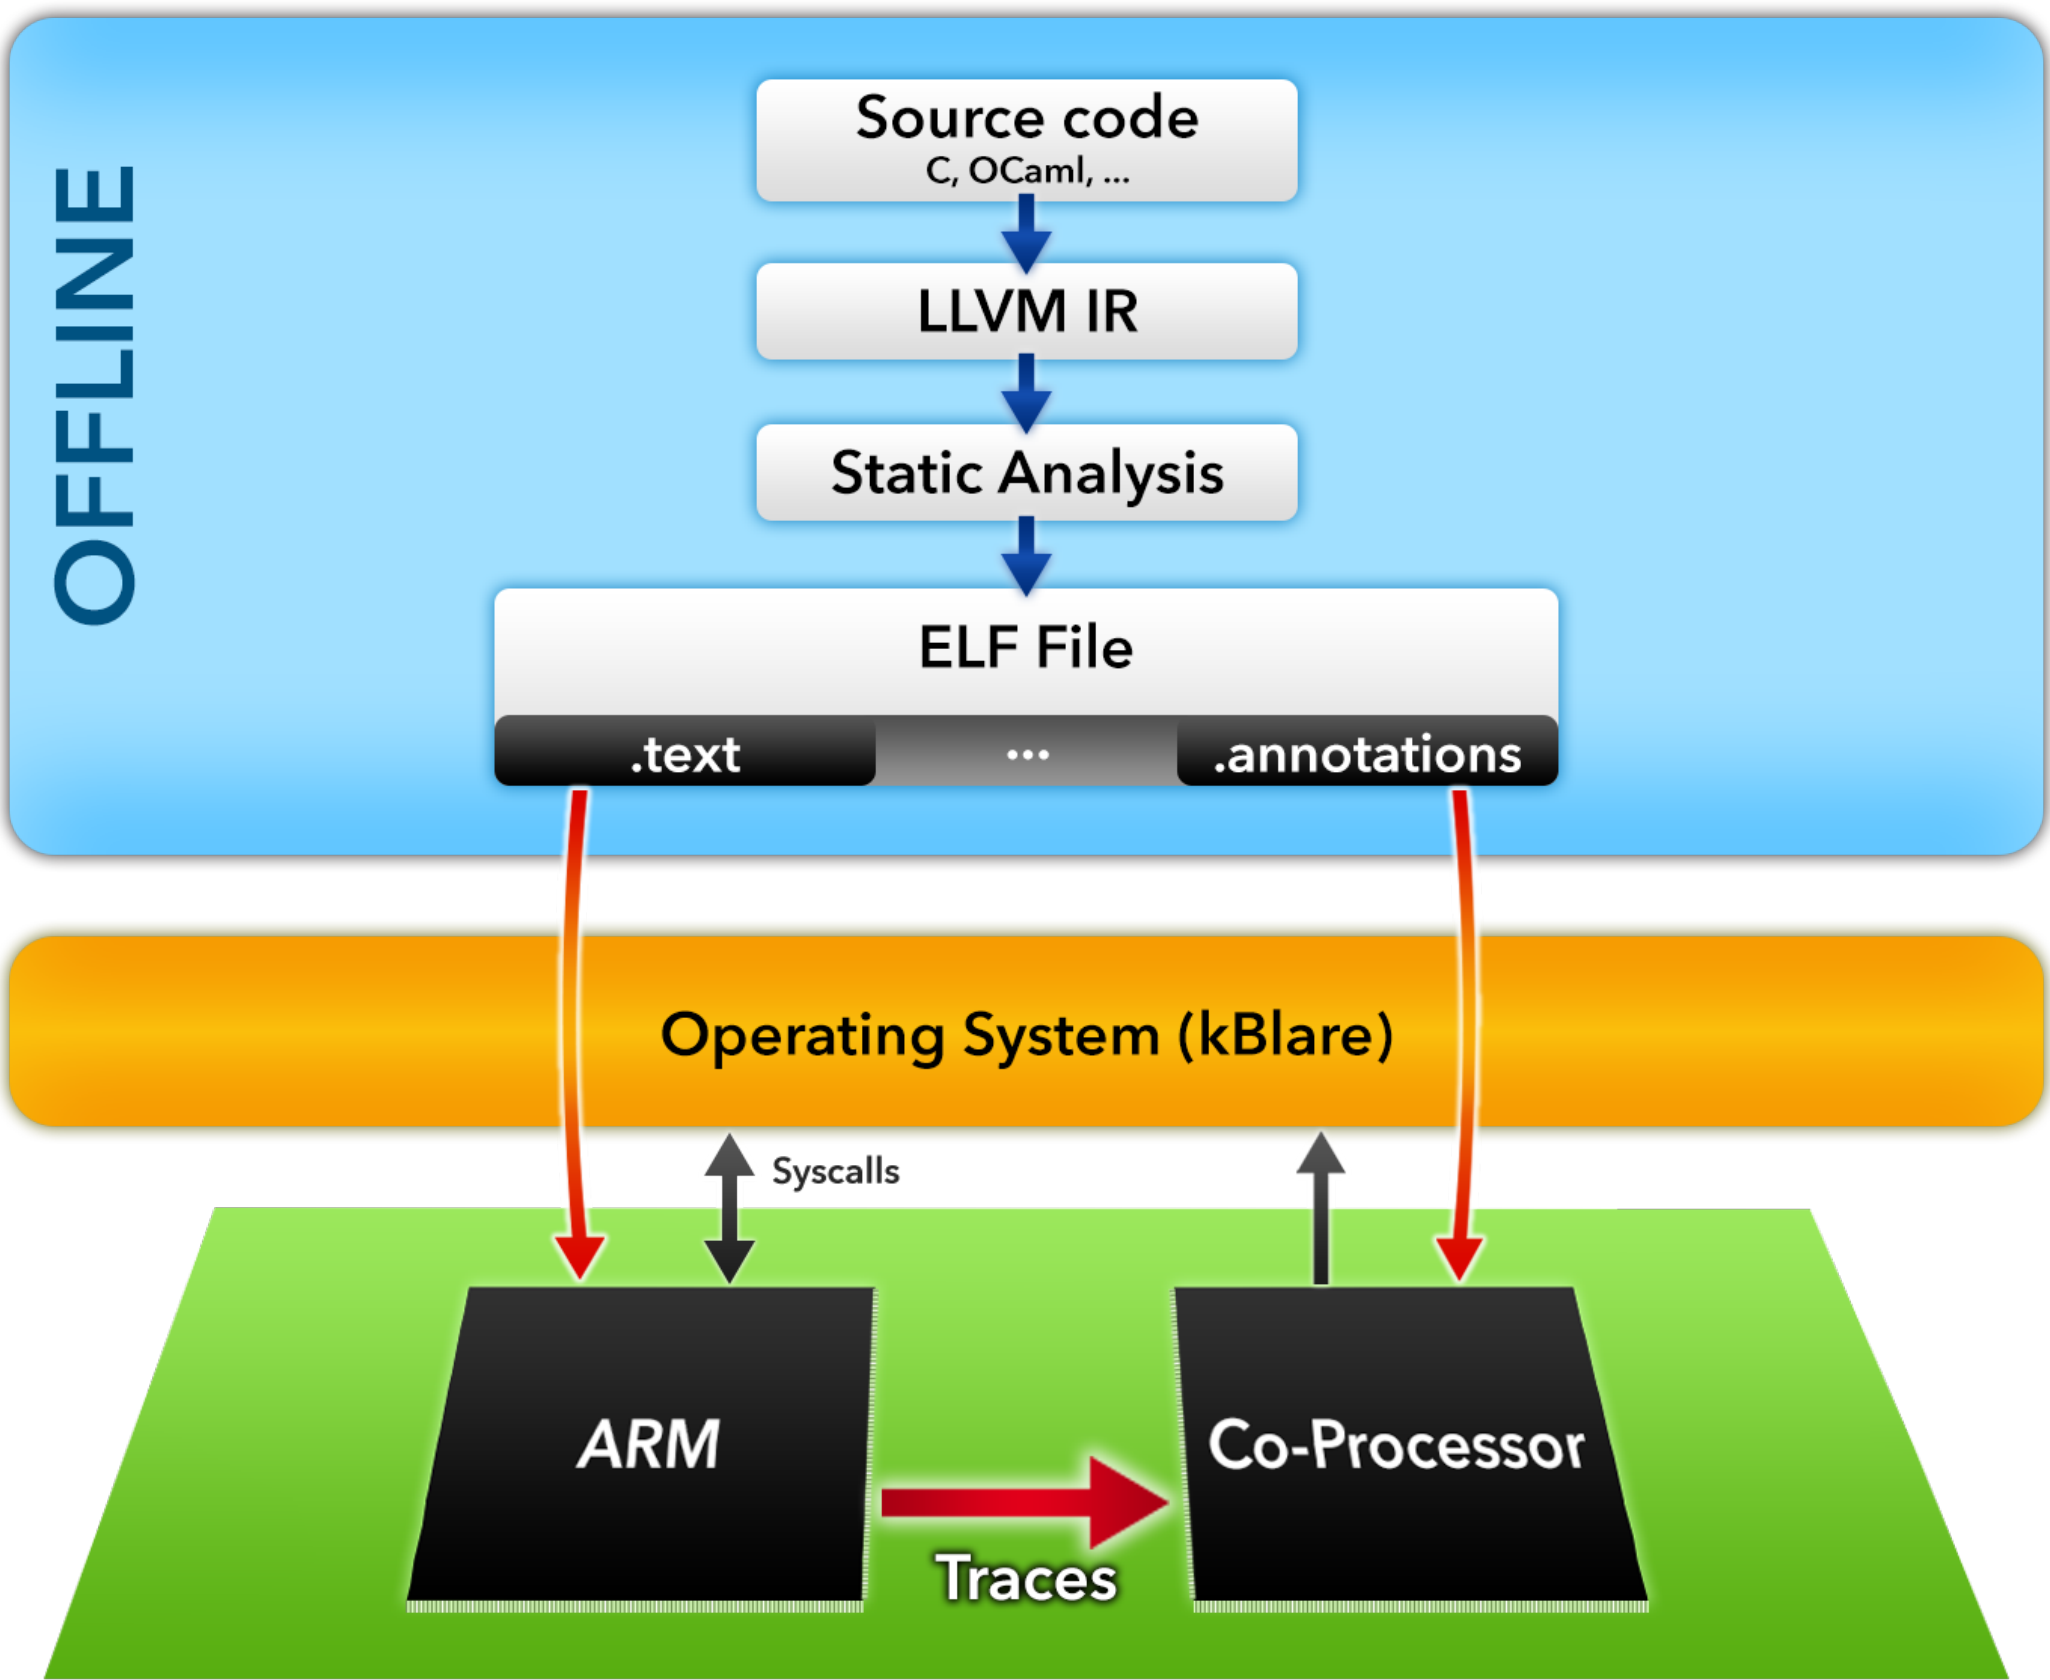 OFFLINE
Source code
C, OCaml, ...
LLVM IR
Static Analysis
ELF File
.text
...
.annotations
Operating System (kBlare)
Syscalls
ARM
Co-Processor
Traces